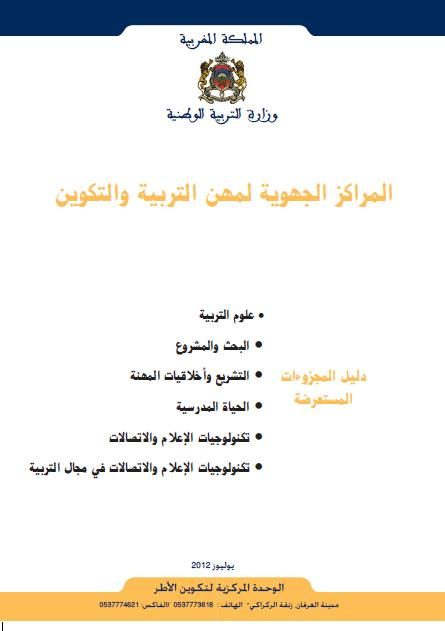 المملكة المغربية
وزارة التربية الوطنية
المراكز الجهوية لمهن التربية والتكوين
دليل المجزوءات
المستعرضة
• علوم التربية
• البحث والمشروع
• التشريع وأخلاقيات المهنة
• الحياة المدرسية
• تكنولوجيات الإعلام والاتصالات
• تكنولوجيات الإعلام والاتصالات في مجال التربية
يوليوز 2012
الوحدة المركزية لتكوين الأطر
مدينة العرفان، زنقة الركراكي- الهاتف : 0537773618 /الفاكس: 0537774621